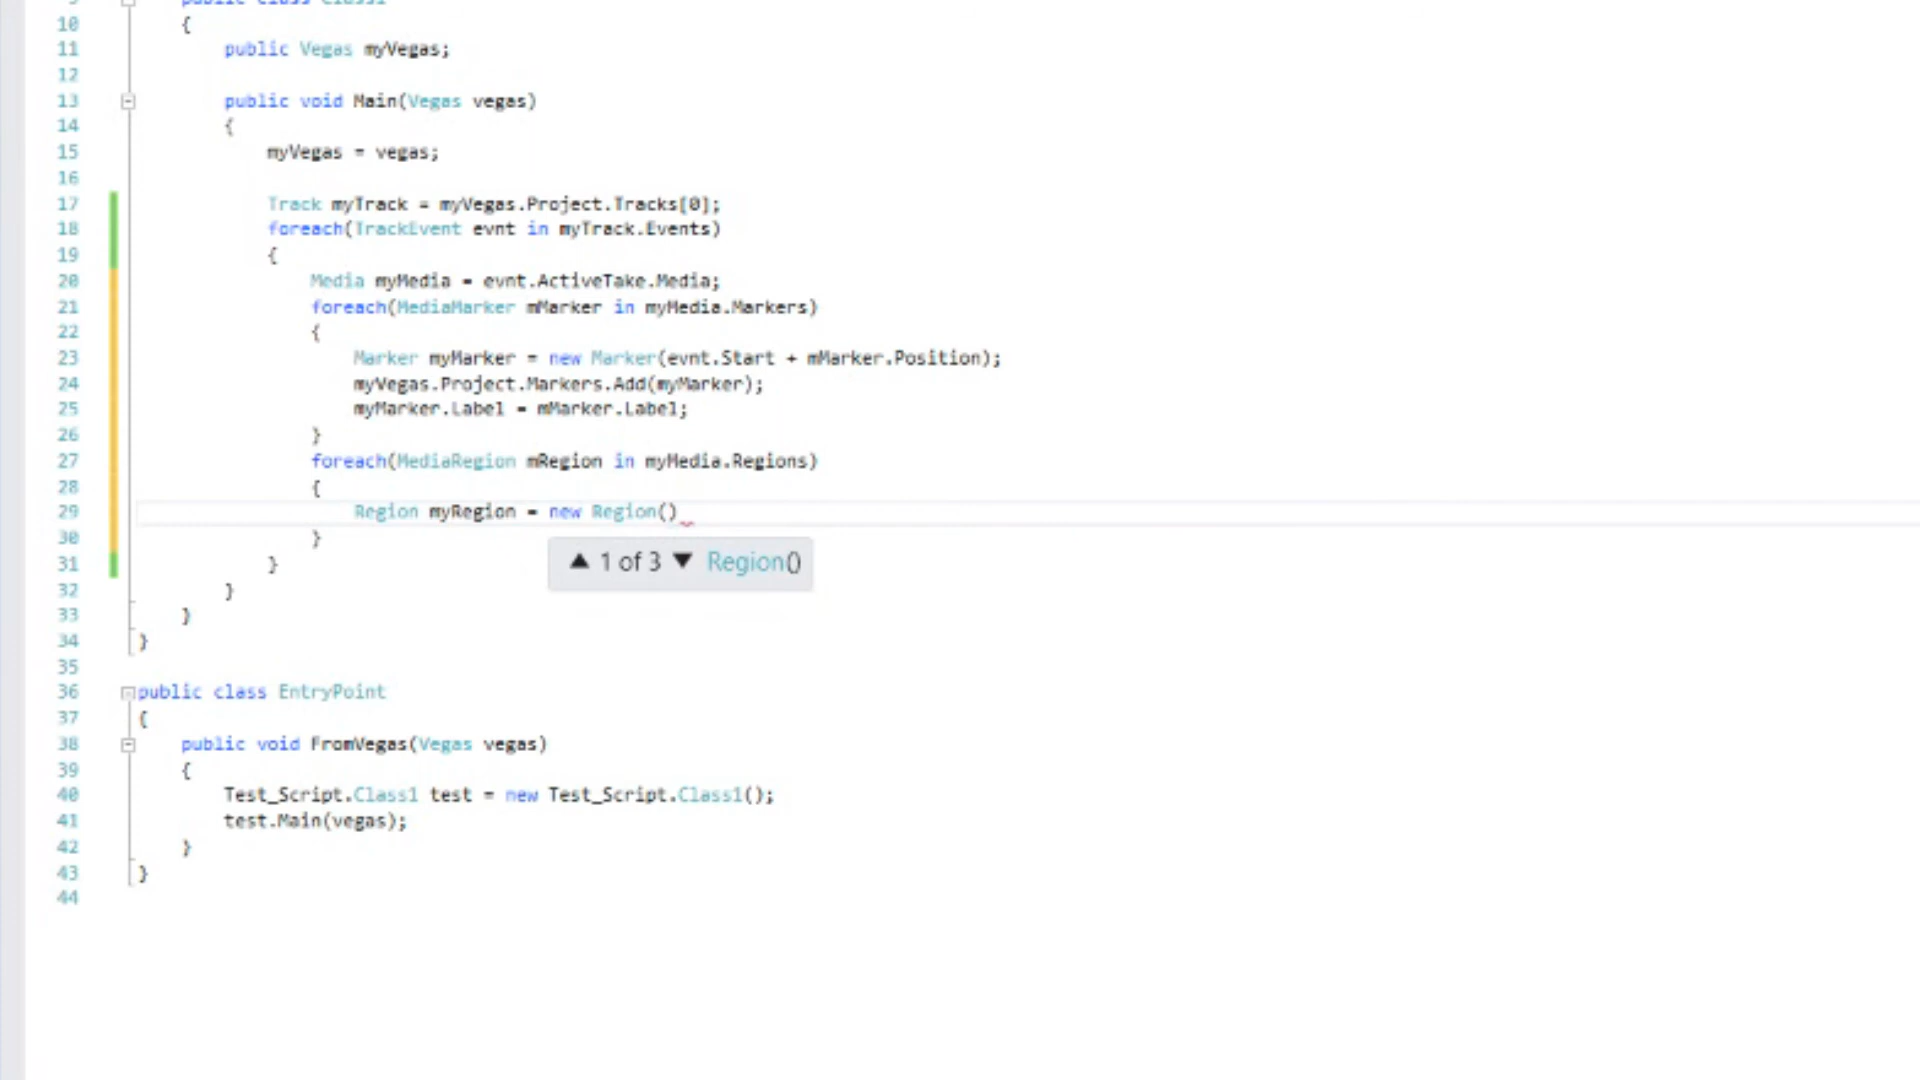 9 public class Class1
10 {
11 public Vegas myVegas;
12
13 public void Main(Vegas vegas)
14 {
15 myVegas = vegas;
16
17 Track myTrack = myVegas.Project.Tracks[0];
18 foreach(TrackEvent evnt in myTrack.Events)
19 {
20 Media myMedia = evnt.ActiveTake.Media;
21 foreach(MediaMarker mMarker in myMedia.Markers)
22 {
23 Marker myMarker = new Marker(evnt.Start + mMarker.Position);
24 myVegas.Project.Markers.Add(myMarker);
25 myMarker.Label = mMarker.Label;
26 }
27 foreach(MediaRegion mRegion in myMedia.Regions)
28 {
29 Region myRegion = new Region()
30 }
▲ 1 of 3 ▼ Region()
31 }
32 }
33 }
34 }
35
36 public class EntryPoint
37 {
38 public void FromVegas(Vegas vegas)
39 {
40 Test_Script.Class1 test = new Test_Script.Class1();
41 test.Main(vegas);
42 }
43 }
44